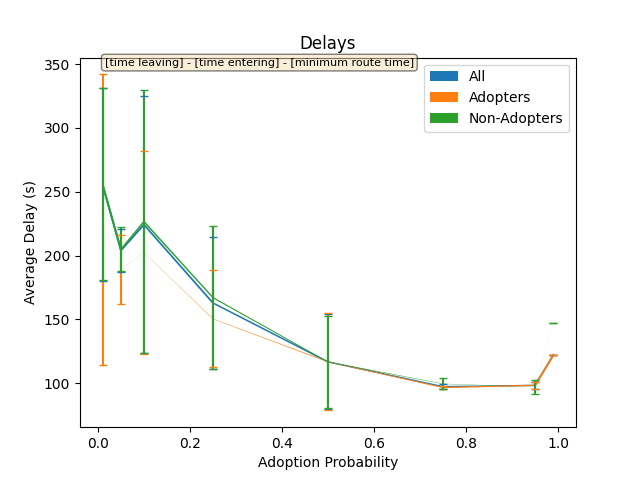 Delays
[time leaving] - [time entering] - [minimum route time]
All
Adopters
Non-Adopters
350
300
250
200
150
100
Average Delay (s)
0.0 0.2 0.4 0.6 0.8 1.0
Adoption Probability